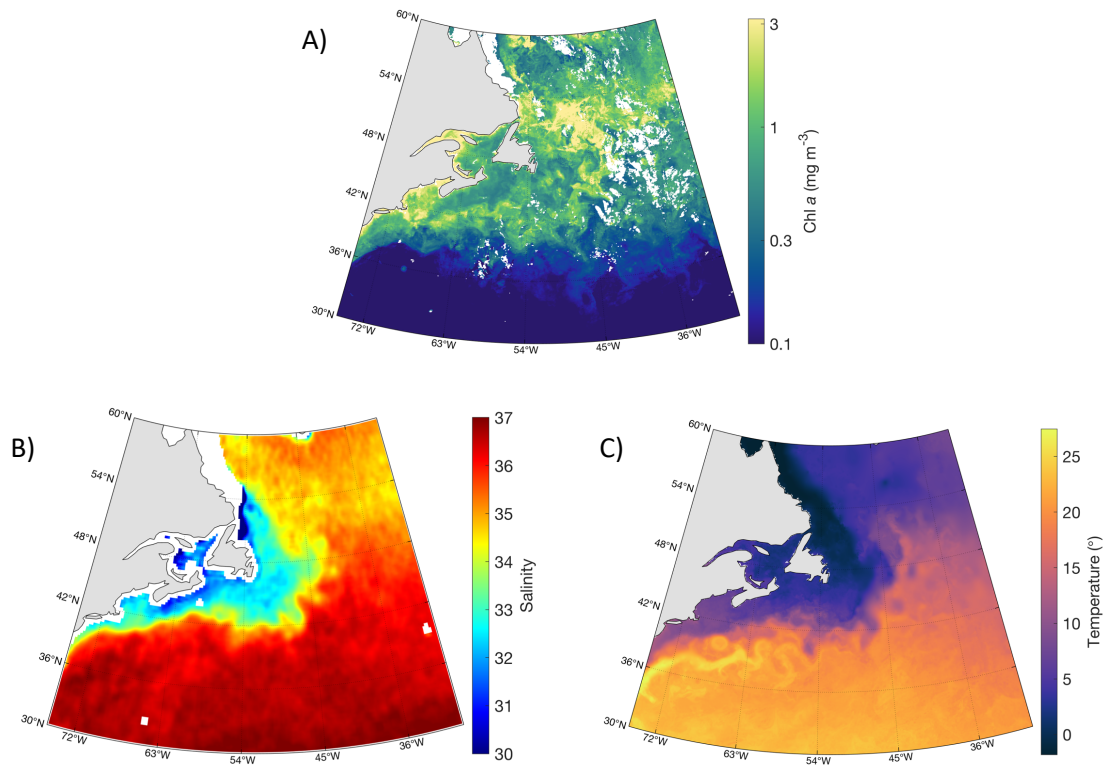 A)
60°N
54°N
48°N
42°N
36°N
30°N
72°W
63°W
54°W
45°W
36°W
3
1
0.3
0.1
Chl a (mg m-3)
B)
60°N
54°N
48°N
42°N
36°N
30°N
72°W
63°W
54°W
45°W
36°W
37
36
35
34
33
32
31
30
Salinity
C)
60°N
54°N
48°N
42°N
36°N
30°N
72°W
63°W
54°W
45°W
36°W
25
20
15
10
5
0
Temperature (°)